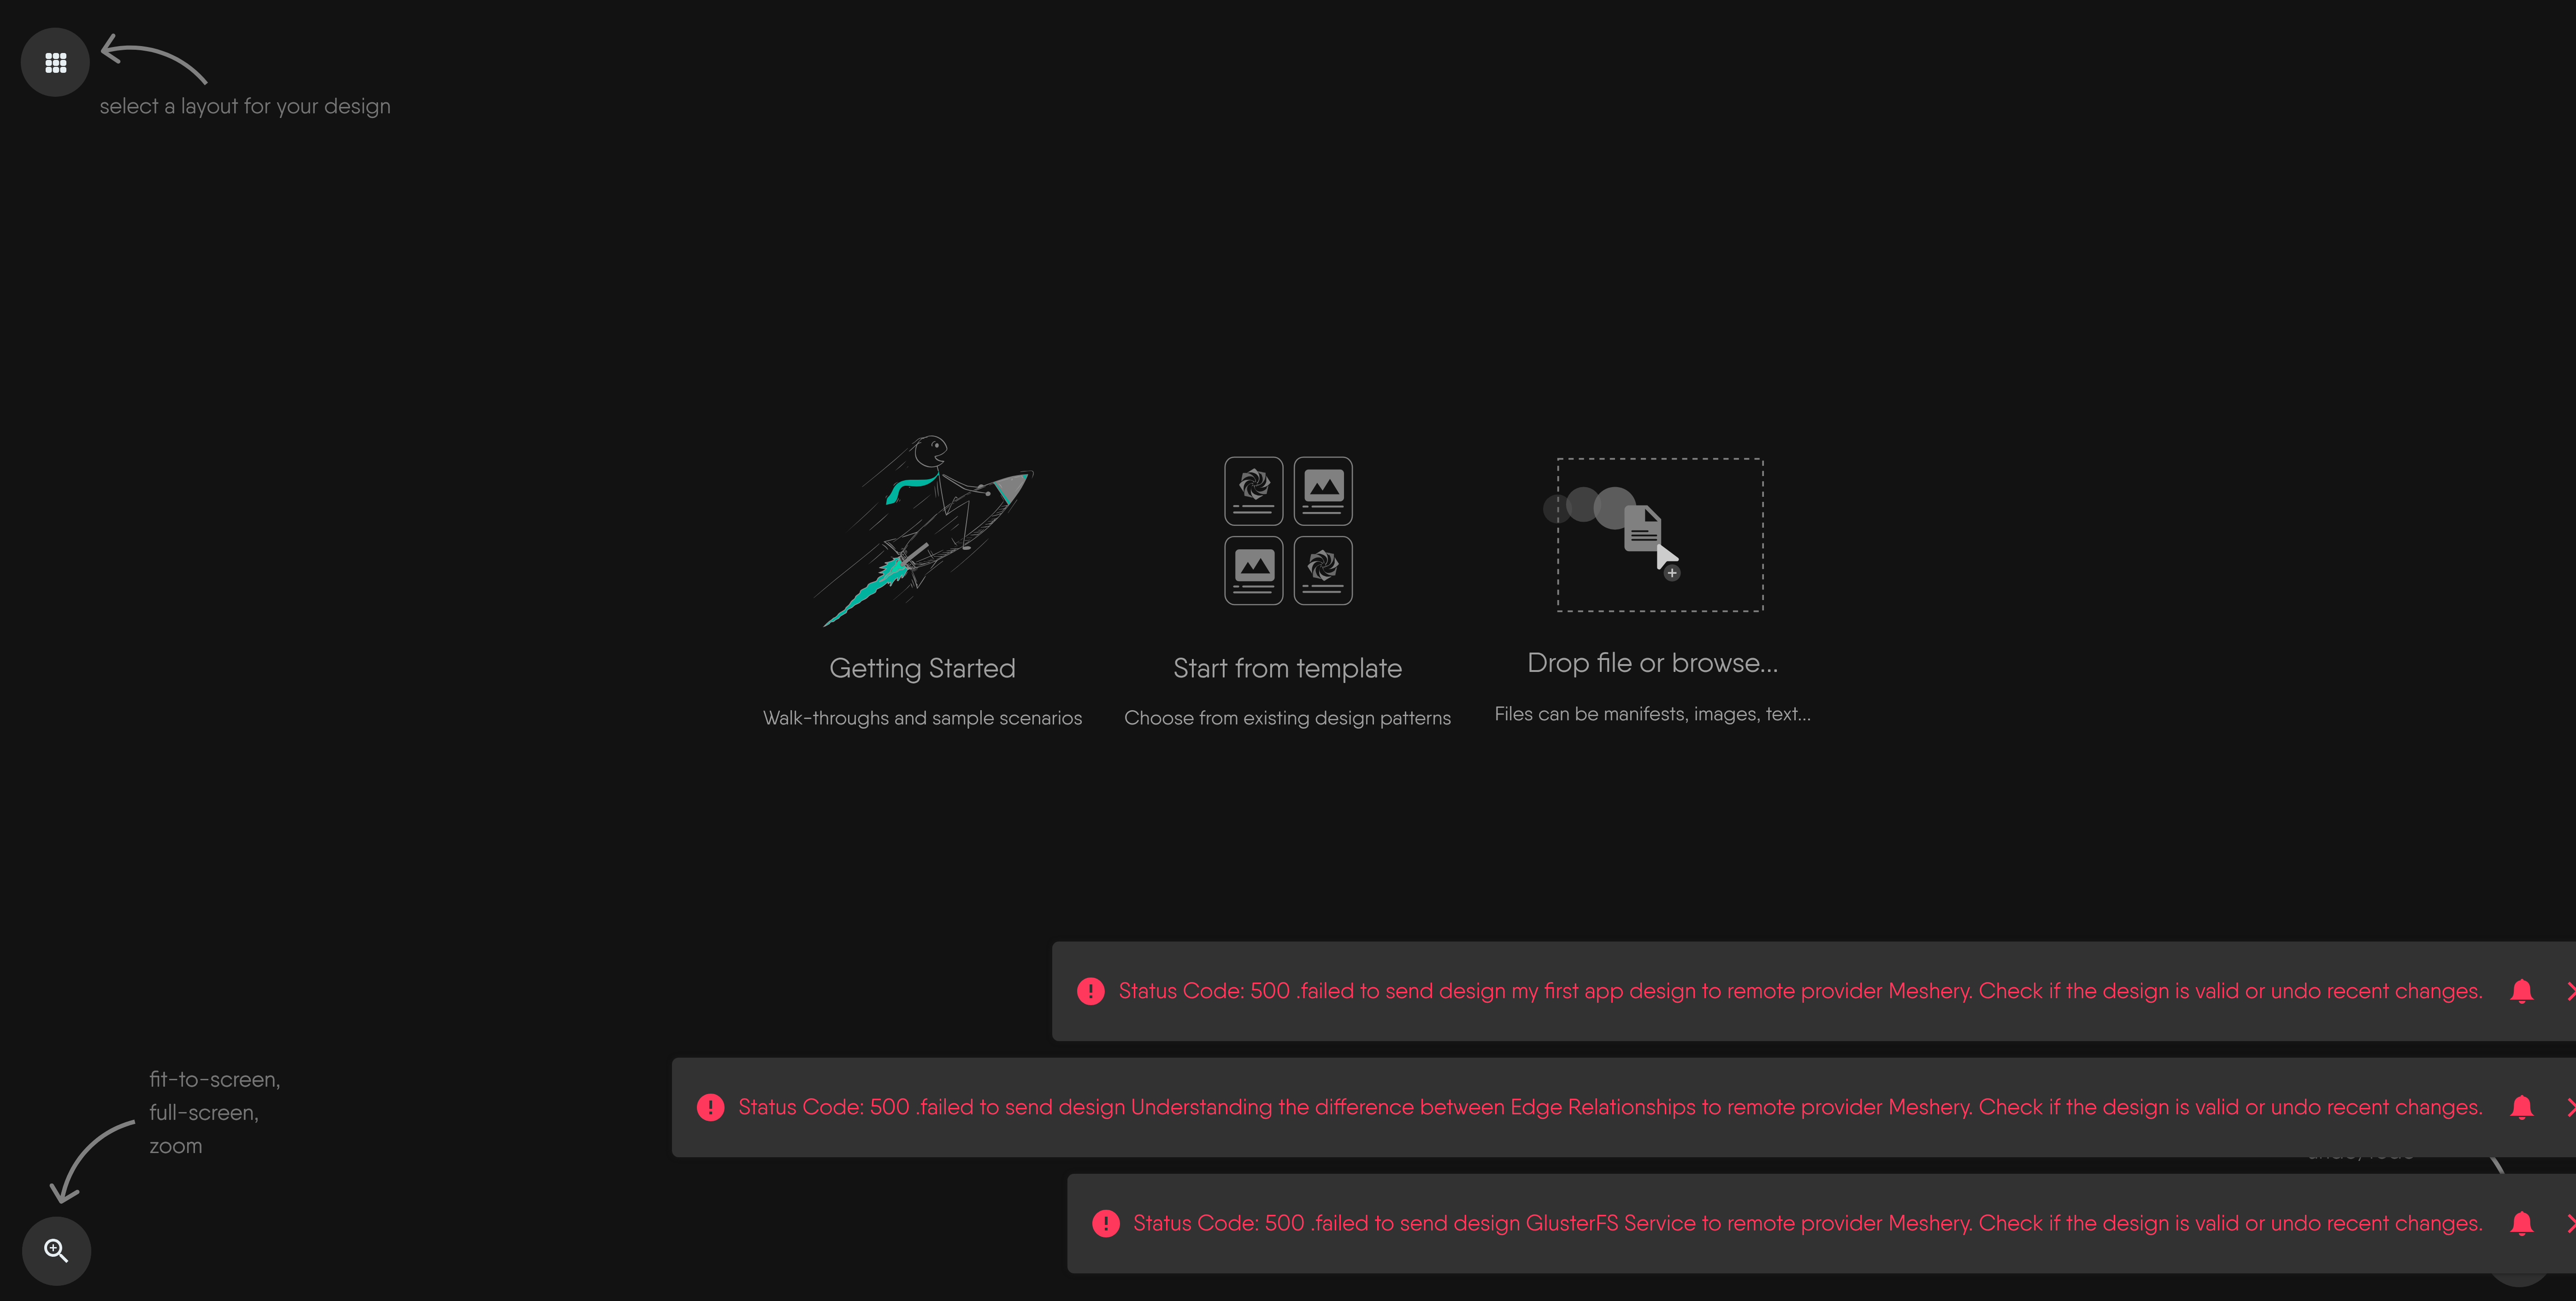 select a layout for your design
Getting Started
Walk-throughs and sample scenarios
Start from template
Choose from existing design patterns
Drop file or browse...
Files can be manifests, images, text...
Status Code: 500 .failed to send design my first app design to remote provider Meshery. Check if the design is valid or undo recent changes.
fit-to-screen,
full-screen,
zoom
Status Code: 500 .failed to send design Understanding the difference between Edge Relationships to remote provider Meshery. Check if the design is valid or undo recent changes.
Status Code: 500 .failed to send design GlusterFS Service to remote provider Meshery. Check if the design is valid or undo recent changes.